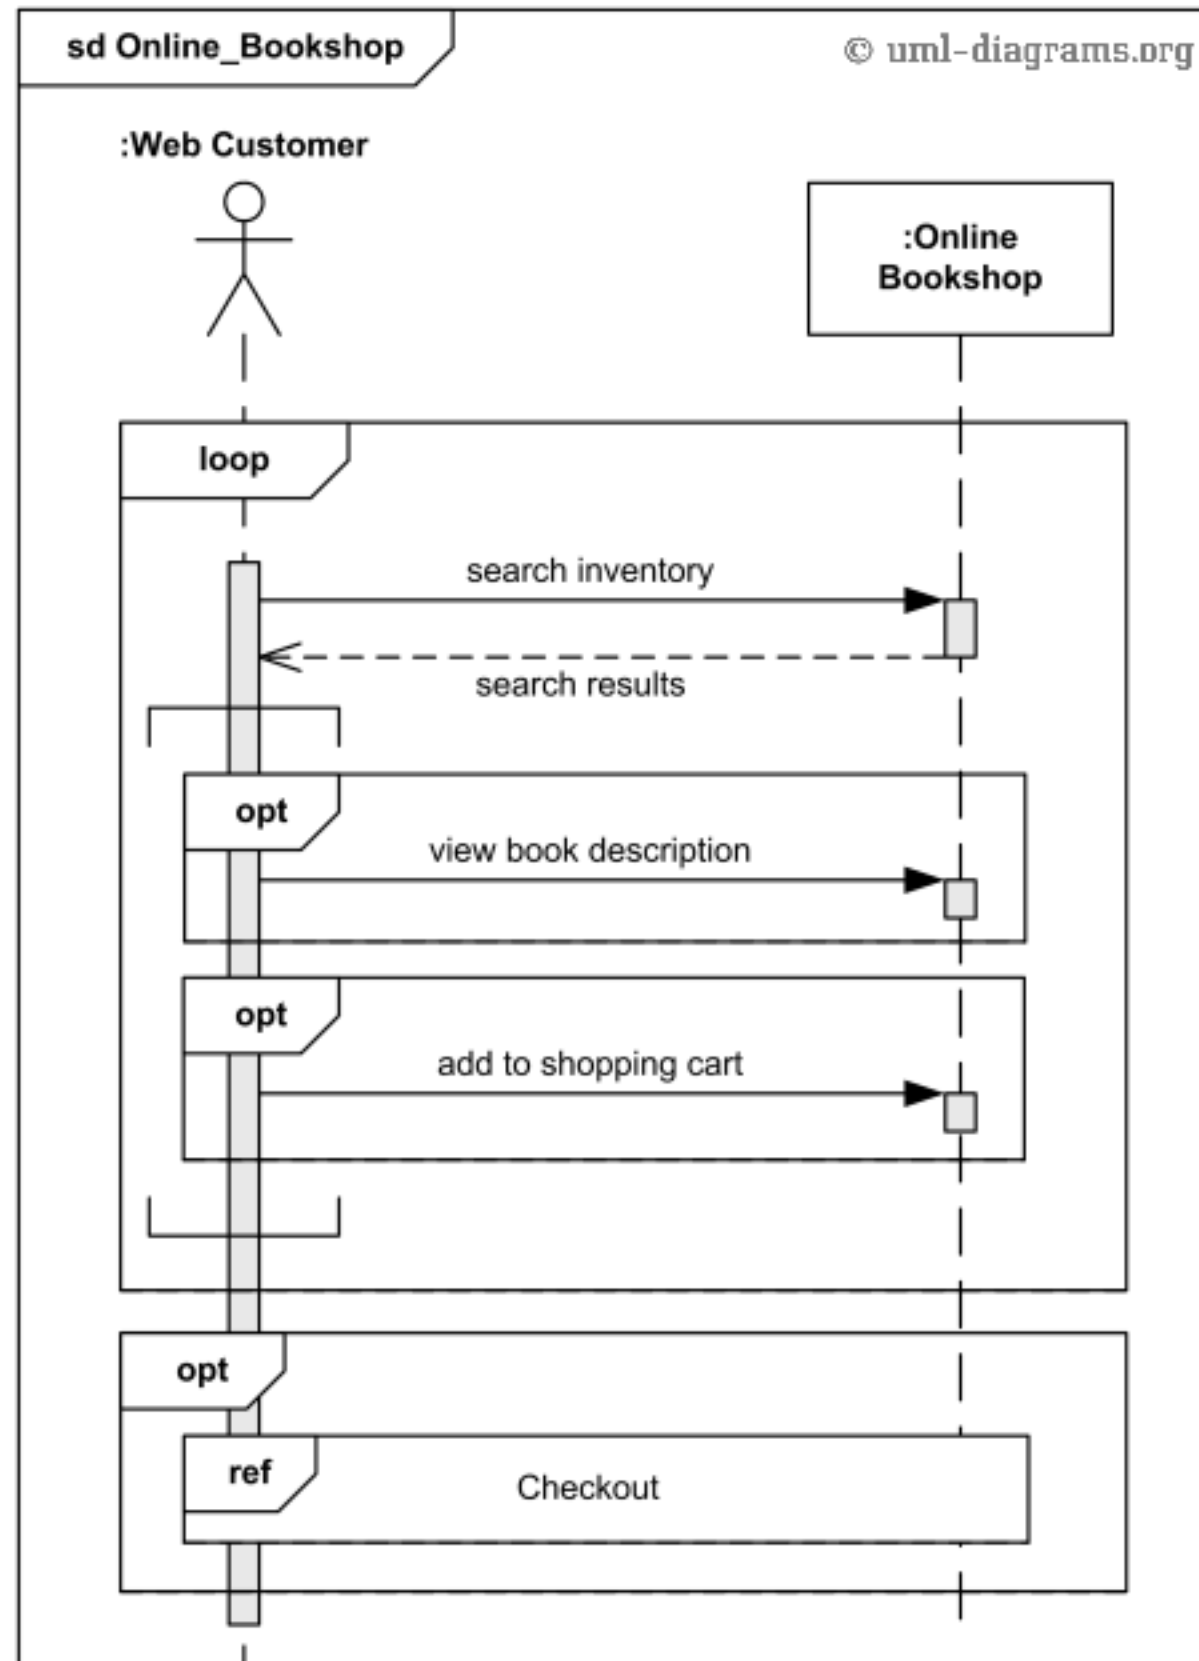 sd Online_Bookshop
© uml-diagrams.org
:Web Customer
:Online
Bookshop
loop
search inventory
search results
opt
view book description
opt
add to shopping cart
opt
ref
Checkout